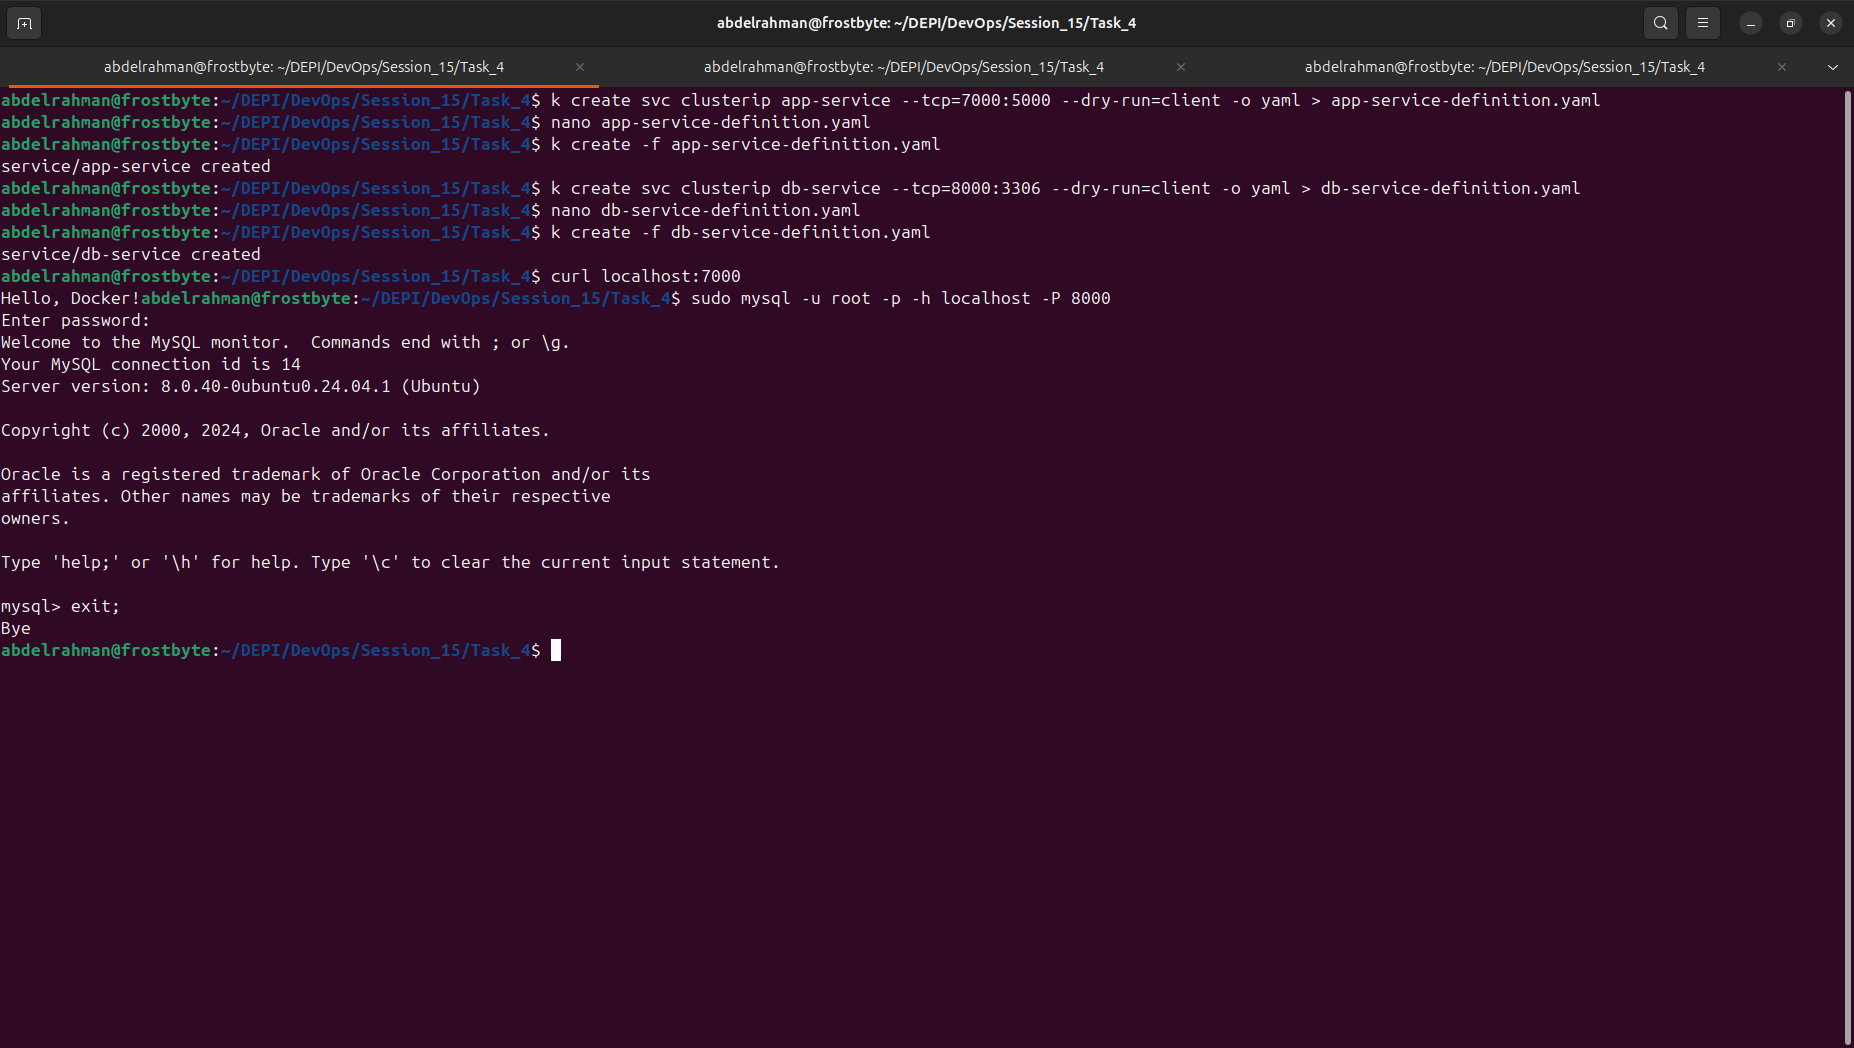 abdelrahman@frostbyte: ~/DEPI/DevOps/Session_15/Task_4
abdelrahman@frostbyte: ~/DEPI/DevOps/Session_15/Task_4 abdelrahman@frostbyte: ~/DEPI/DevOps/Session_15/Task_4 abdelrahman@frostbyte: ~/DEPI/DevOps/Session_15/Task_4
abdelrahman@frostbyte:~/DEPI/DevOps/Session_15/Task_4$ k create svc clusterip app-service --tcp=7000:5000 --dry-run=client -o yaml > app-service-definition.yaml
abdelrahman@frostbyte:~/DEPI/DevOps/Session_15/Task_4$ nano app-service-definition.yaml
abdelrahman@frostbyte:~/DEPI/DevOps/Session_15/Task_4$ k create -f app-service-definition.yaml
service/app-service created
abdelrahman@frostbyte:~/DEPI/DevOps/Session_15/Task_4$ k create svc clusterip db-service --tcp=8000:3306 --dry-run=client -o yaml > db-service-definition.yaml
abdelrahman@frostbyte:~/DEPI/DevOps/Session_15/Task_4$ nano db-service-definition.yaml
abdelrahman@frostbyte:~/DEPI/DevOps/Session_15/Task_4$ k create -f db-service-definition.yaml
service/db-service created
abdelrahman@frostbyte:~/DEPI/DevOps/Session_15/Task_4$ curl localhost:7000
Hello, Docker!abdelrahman@frostbyte:~/DEPI/DevOps/Session_15/Task_4$ sudo mysql -u root -p -h localhost -P 8000
Enter password:
Welcome to the MySQL monitor.  Commands end with ; or \g.
Your MySQL connection id is 14
Server version: 8.0.40-0ubuntu0.24.04.1 (Ubuntu)
Copyright (c) 2000, 2024, Oracle and/or its affiliates.
Oracle is a registered trademark of Oracle Corporation and/or its
affiliates. Other names may be trademarks of their respective
owners.
Type 'help;' or '\h' for help. Type '\c' to clear the current input statement.
mysql> exit;
Bye
abdelrahman@frostbyte:~/DEPI/DevOps/Session_15/Task_4$